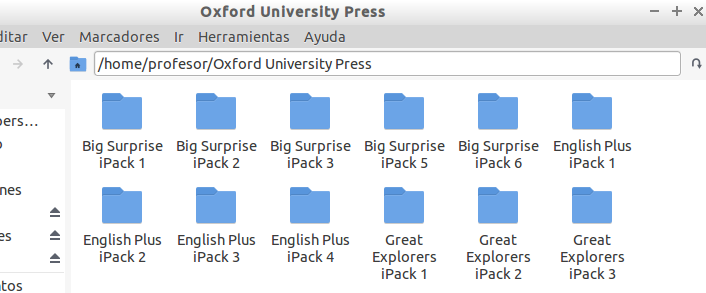 Oxford University Press
ditar Ver Marcadores Ir Herramientas Ayuda
/home/profesor/Oxford University Press
pers...
o
nes
es
ntos
Big Surprise
iPack 1
Big Surprise
iPack 2
Big Surprise
iPack 3
Big Surprise
iPack 5
Big Surprise
iPack 6
English Plus
iPack 1
English Plus
iPack 2
English Plus
iPack 3
English Plus
iPack 4
Great
Explorers
iPack 1
Great
Explorers
iPack 2
Great
Explorers
iPack 3